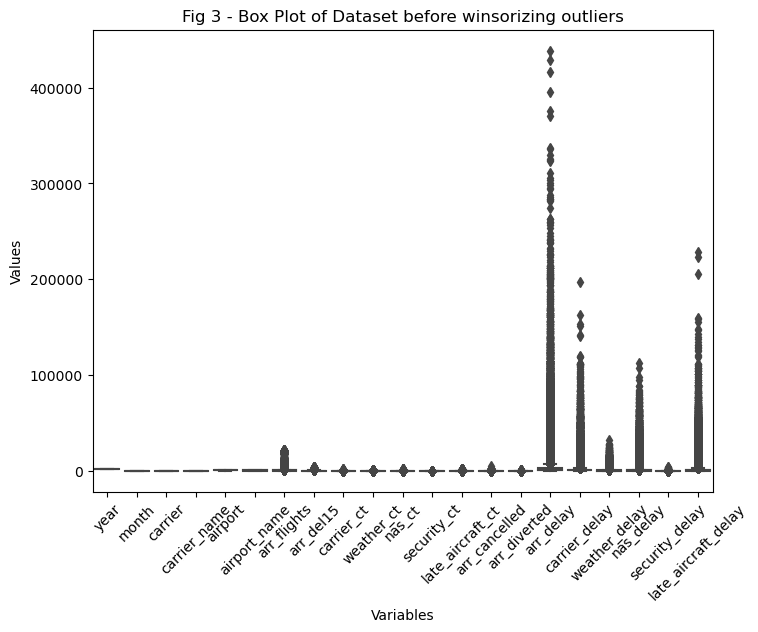 Fig 3 - Box Plot of Dataset before winsorizing outliers
400000
300000
200000
100000
0
Values
year
month
carrier
carrier_name
airport
airport_name
arr_flights
arr_del15
carrier_ct
weather_ct
nas_ct
security_ct
late_aircraft_ct
arr_cancelled
arr_diverted
arr_delay
carrier_delay
weather_delay
nas_delay
security_delay
late_aircraft_delay
Variables